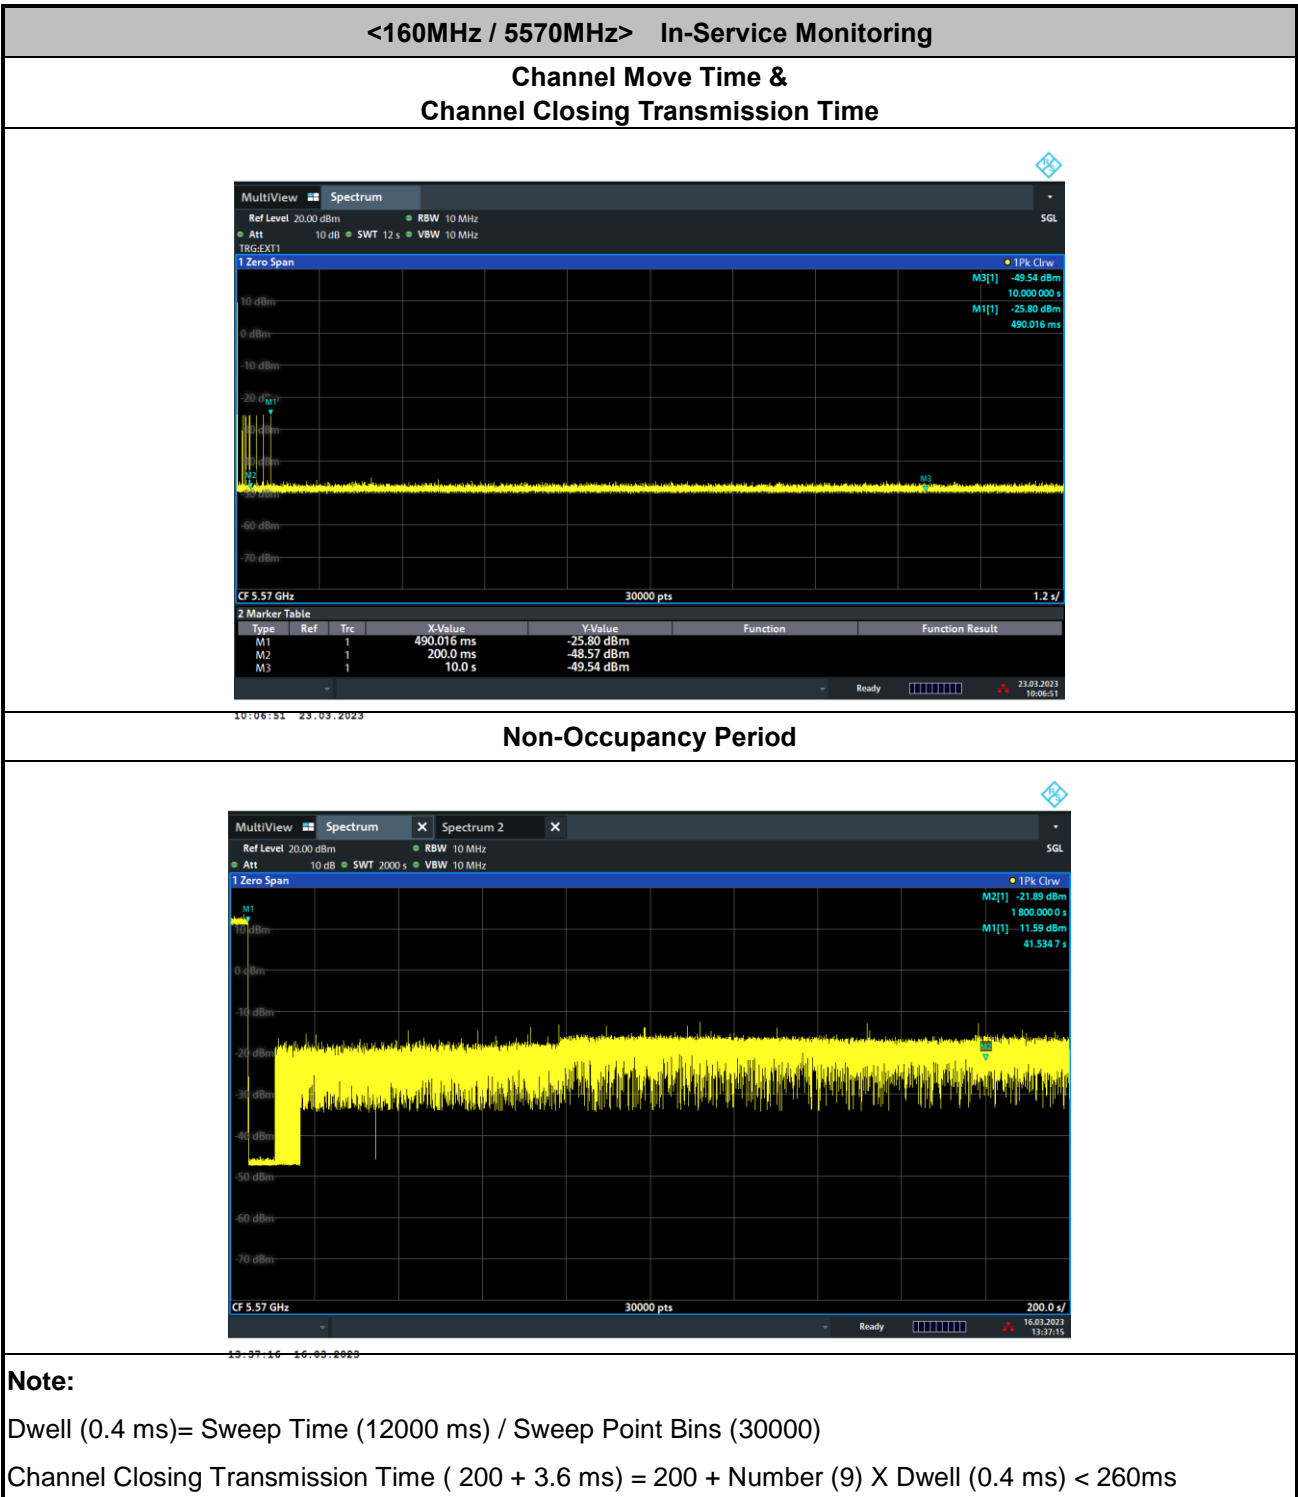 <160MHz / 5570MHz> In-Service Monitoring
Channel Move Time &
Channel Closing Transmission Time
MultiView Spectrum
Ref Level 20.00 dBm RBW 10 MHz SGL
Att 10 dB SWT 12 s VBW 10 MHz
TRG:EXT1
1 Zero Span 1Pk Clrw
M3[1] -49.54 dBm
10.000 000 s
M1[1] -25.80 dBm
490.016 ms
10 dBm
0 dBm
-10 dBm
M1
M2
M3
-60 dBm
-70 dBm
CF 5.57 GHz 30000 pts 1.2 s/
2 Marker Table
Type Ref Trc X-Value Y-Value Function Function Result
M1 1 490.016 ms -25.80 dBm
M2 1 200.0 ms -48.57 dBm
M3 1 10.0 s -49.54 dBm
Ready 23.03.2023
10:06:51
10:06:51 23.03.2023
Non-Occupancy Period
MultiView Spectrum X Spectrum 2 X
Ref Level 20.00 dBm RBW 10 MHz SGL
Att 10 dB SWT 2000 s VBW 10 MHz
1 Zero Span 1Pk Clrw
M2[1] -21.89 dBm
1 800.000 0 s
M1[1] 11.59 dBm
41.534 7 s
M1
10 dBm
0 dBm
-10 dBm
-20 dBm
M2
-30 dBm
-40 dBm
-50 dBm
-60 dBm
-70 dBm
CF 5.57 GHz 30000 pts 200.0 s/
Ready 16.03.2023
13:37:15
13:37:16 16.03.2023
Note:
Dwell (0.4 ms)= Sweep Time (12000 ms) / Sweep Point Bins (30000)
Channel Closing Transmission Time ( 200 + 3.6 ms) = 200 + Number (9) X Dwell (0.4 ms) < 260ms